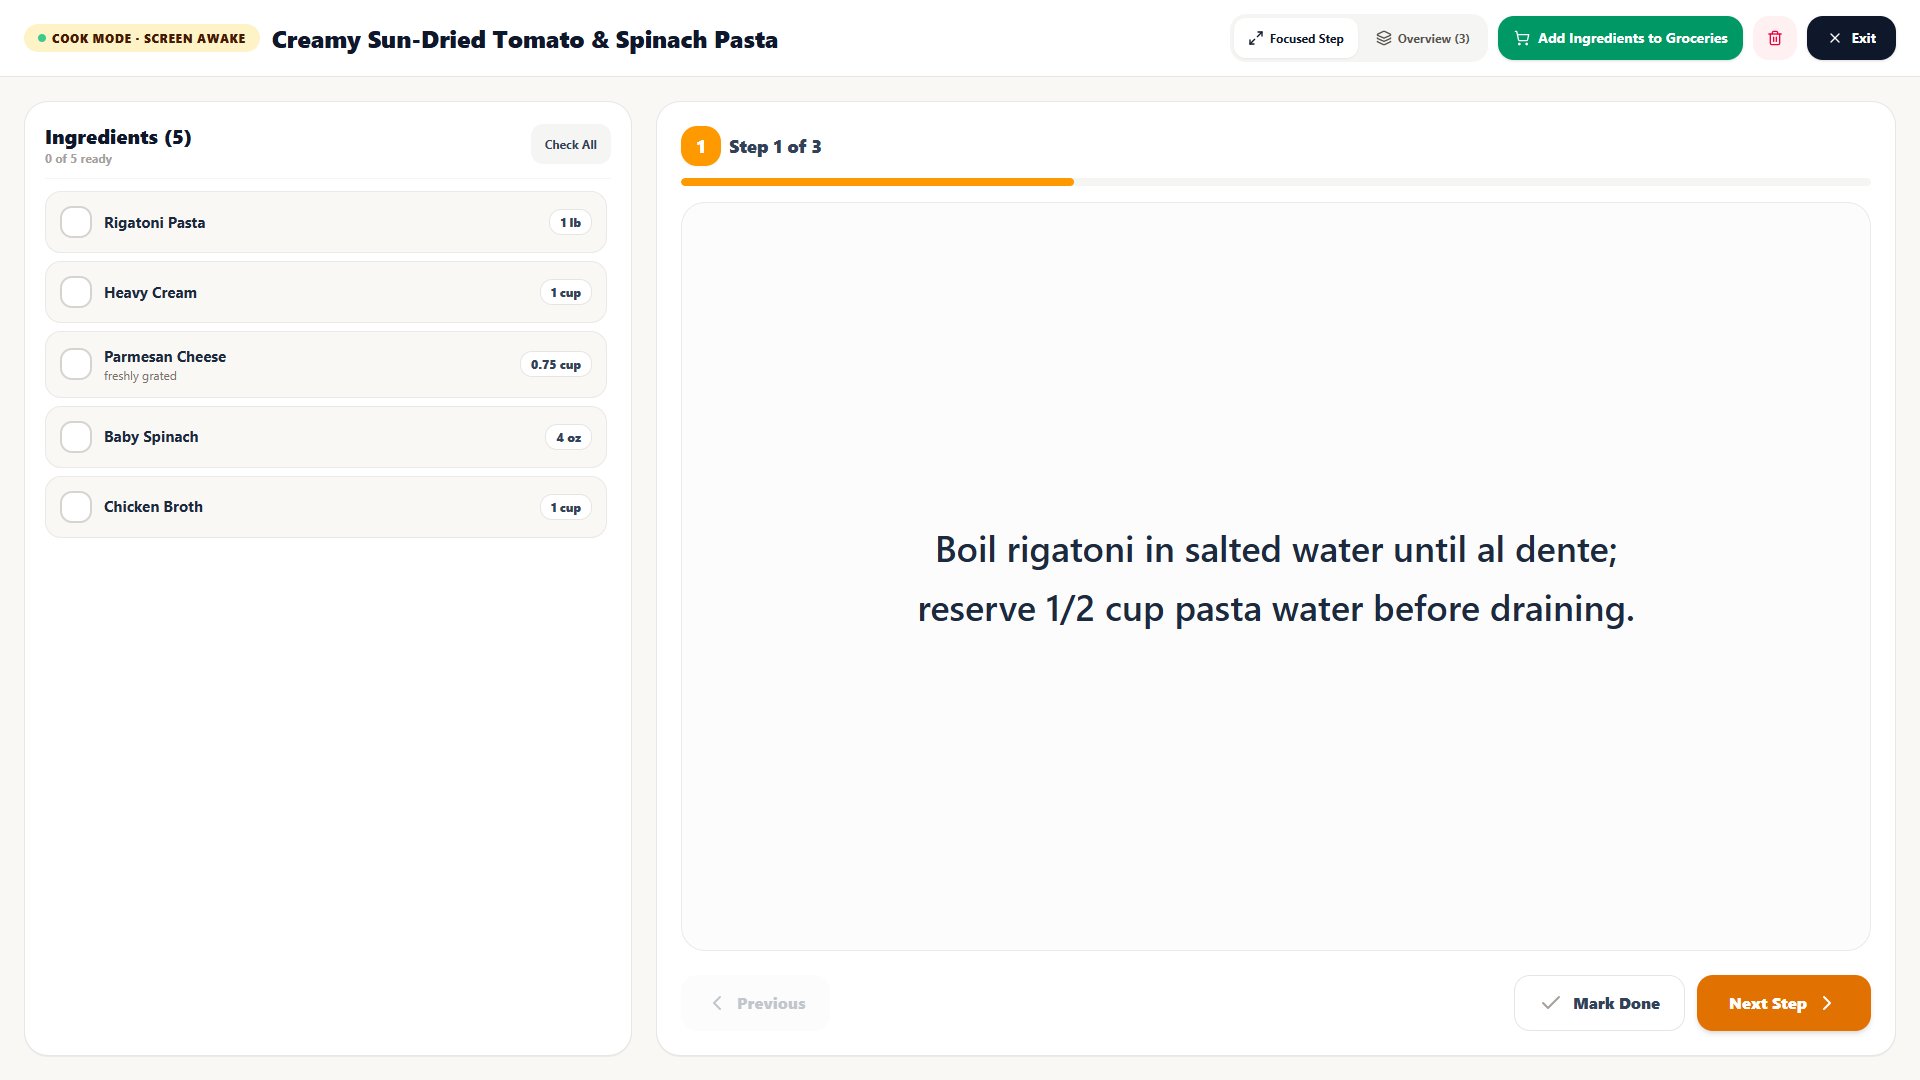 COOK MODE · SCREEN AWAKE
Creamy Sun-Dried Tomato & Spinach Pasta
Focused Step
Overview (3)
Add Ingredients to Groceries
Exit
Ingredients (5)
0 of 5 ready
Check All
Rigatoni Pasta
1 lb
Heavy Cream
1 cup
Parmesan Cheese
freshly grated
0.75 cup
Baby Spinach
4 oz
Chicken Broth
1 cup
1
Step 1 of 3
Boil rigatoni in salted water until al dente;
reserve 1/2 cup pasta water before draining.
Previous
Mark Done
Next Step